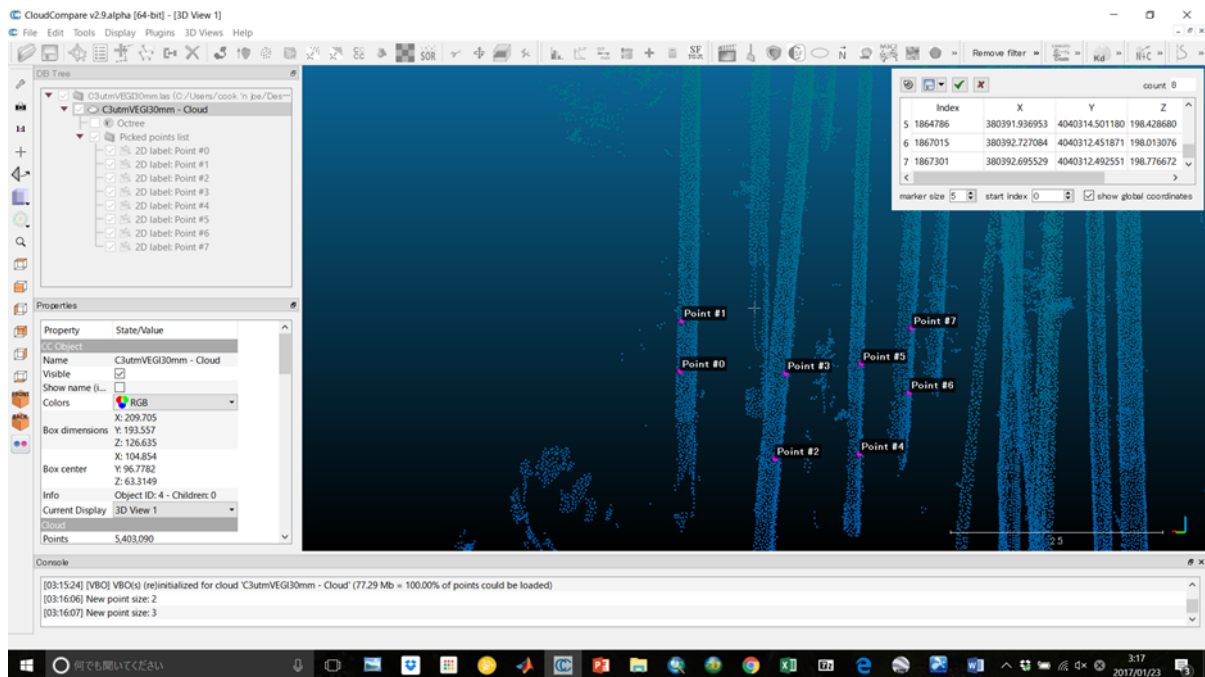 CloudCompare v2.9.alpha [64-bit] - [3D View 1]
File Edit Tools Display Plugins 3D Views Help
SOR
SF
Remove filter
Kd
N+C
DB Tree
C3utmVEGI30mm.las (C:/Users/cook 'n joe/Des
C3utmVEGI30mm - Cloud
Octree
Picked points list
2D label: Point #0
2D label: Point #1
2D label: Point #2
2D label: Point #3
2D label: Point #4
2D label: Point #5
2D label: Point #6
2D label: Point #7
1:1
FRONT
BACK
Properties
Property State/Value
CC Object
Name C3utmVEGI30mm - Cloud
Visible
Show name (i...
Colors RGB
X: 209.705
Box dimensions Y: 193.557
Z: 126.635
X: 104.854
Box center Y: 96.7782
Z: 63.3149
Info Object ID: 4 - Children: 0
Current Display 3D View 1
Cloud
Points 5,403,090
count 8
Index X Y Z
5 1864786 380391.936953 4040314.501180 198.428680
6 1867015 380392.727084 4040312.451871 198.013076
7 1867301 380392.695529 4040312.492551 198.776672
marker size 5 start index 0 show global coordinates
Point #1
Point #7
Point #0
Point #3
Point #5
Point #6
Point #2
Point #4
25
Console
[03:15:24] [VBO] VBO(s) (re)initialized for cloud 'C3utmVEGI30mm - Cloud' (77.29 Mb = 100.00% of points could be loaded)
[03:16:06] New point size: 2
[03:16:07] New point size: 3
何でも聞いてください
3:17
2017/01/23